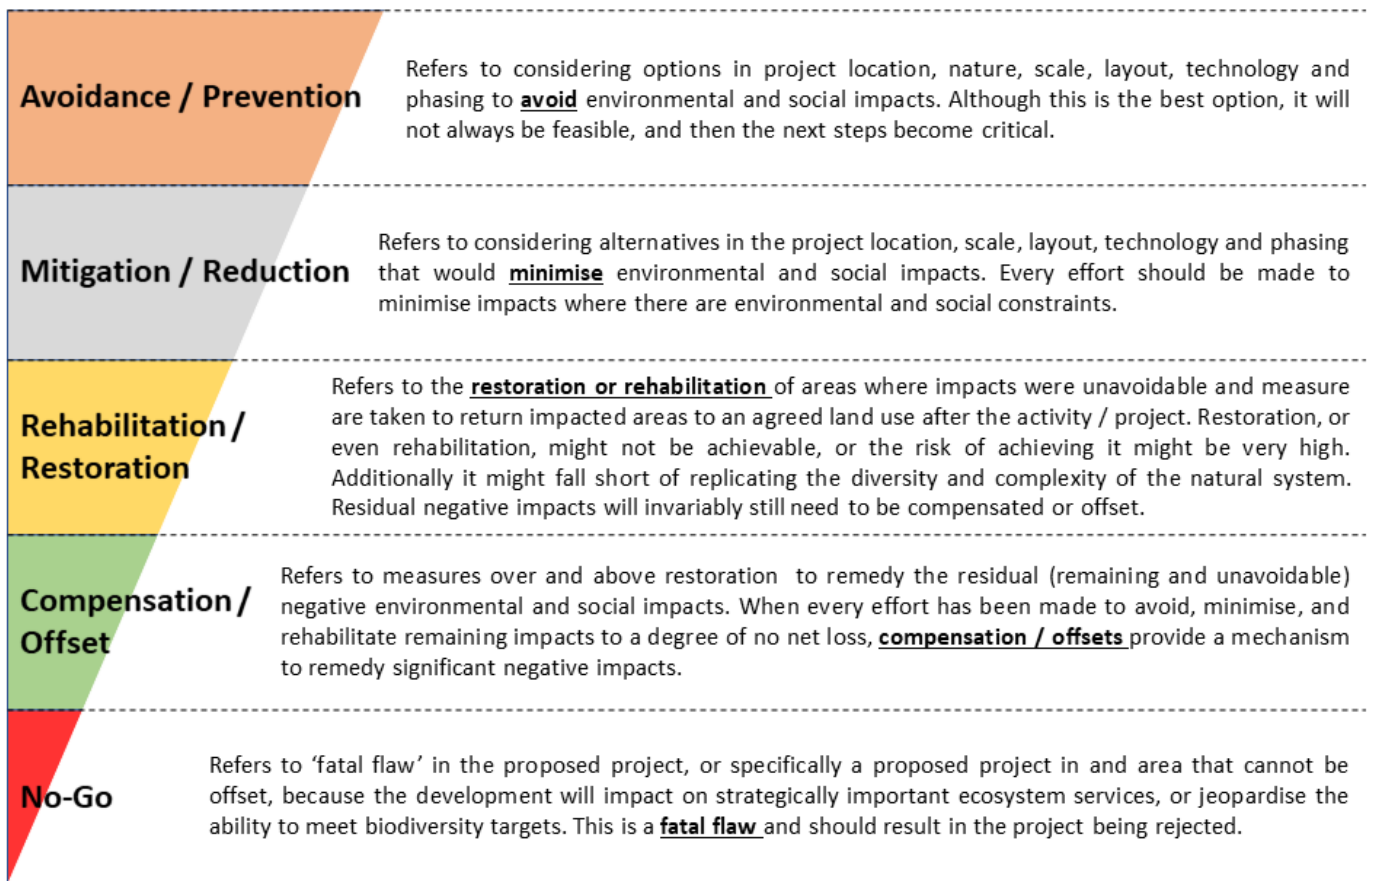 Avoidance / Prevention
Refers to considering options in project location, nature, scale, layout, technology and
phasing to avoid environmental and social impacts. Although this is the best option, it will
not always be feasible, and then the next steps become critical.
Mitigation / Reduction
Refers to considering alternatives in the project location, scale, layout, technology and phasing
that would minimise environmental and social impacts. Every effort should be made to
minimise impacts where there are environmental and social constraints.
Rehabilitation /
Restoration
Refers to the restoration or rehabilitation of areas where impacts were unavoidable and measure
are taken to return impacted areas to an agreed land use after the activity / project. Restoration, or
even rehabilitation, might not be achievable, or the risk of achieving it might be very high.
Additionally it might fall short of replicating the diversity and complexity of the natural system.
Residual negative impacts will invariably still need to be compensated or offset.
Compensation /
Offset
Refers to measures over and above restoration to remedy the residual (remaining and unavoidable)
negative environmental and social impacts. When every effort has been made to avoid, minimise, and
rehabilitate remaining impacts to a degree of no net loss, compensation / offsets provide a mechanism
to remedy significant negative impacts.
No-Go
Refers to ‘fatal flaw’ in the proposed project, or specifically a proposed project in and area that cannot be
offset, because the development will impact on strategically important ecosystem services, or jeopardise the
ability to meet biodiversity targets. This is a fatal flaw and should result in the project being rejected.